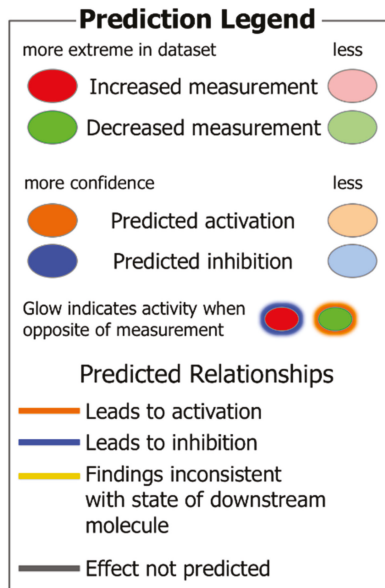 Prediction Legend
more extreme in dataset less
Increased measurement
Decreased measurement
more confidence less
Predicted activation
Predicted inhibition
Glow indicates activity when
opposite of measurement
Predicted Relationships
Leads to activation
Leads to inhibition
Findings inconsistent
with state of downstream
molecule
Effect not predicted